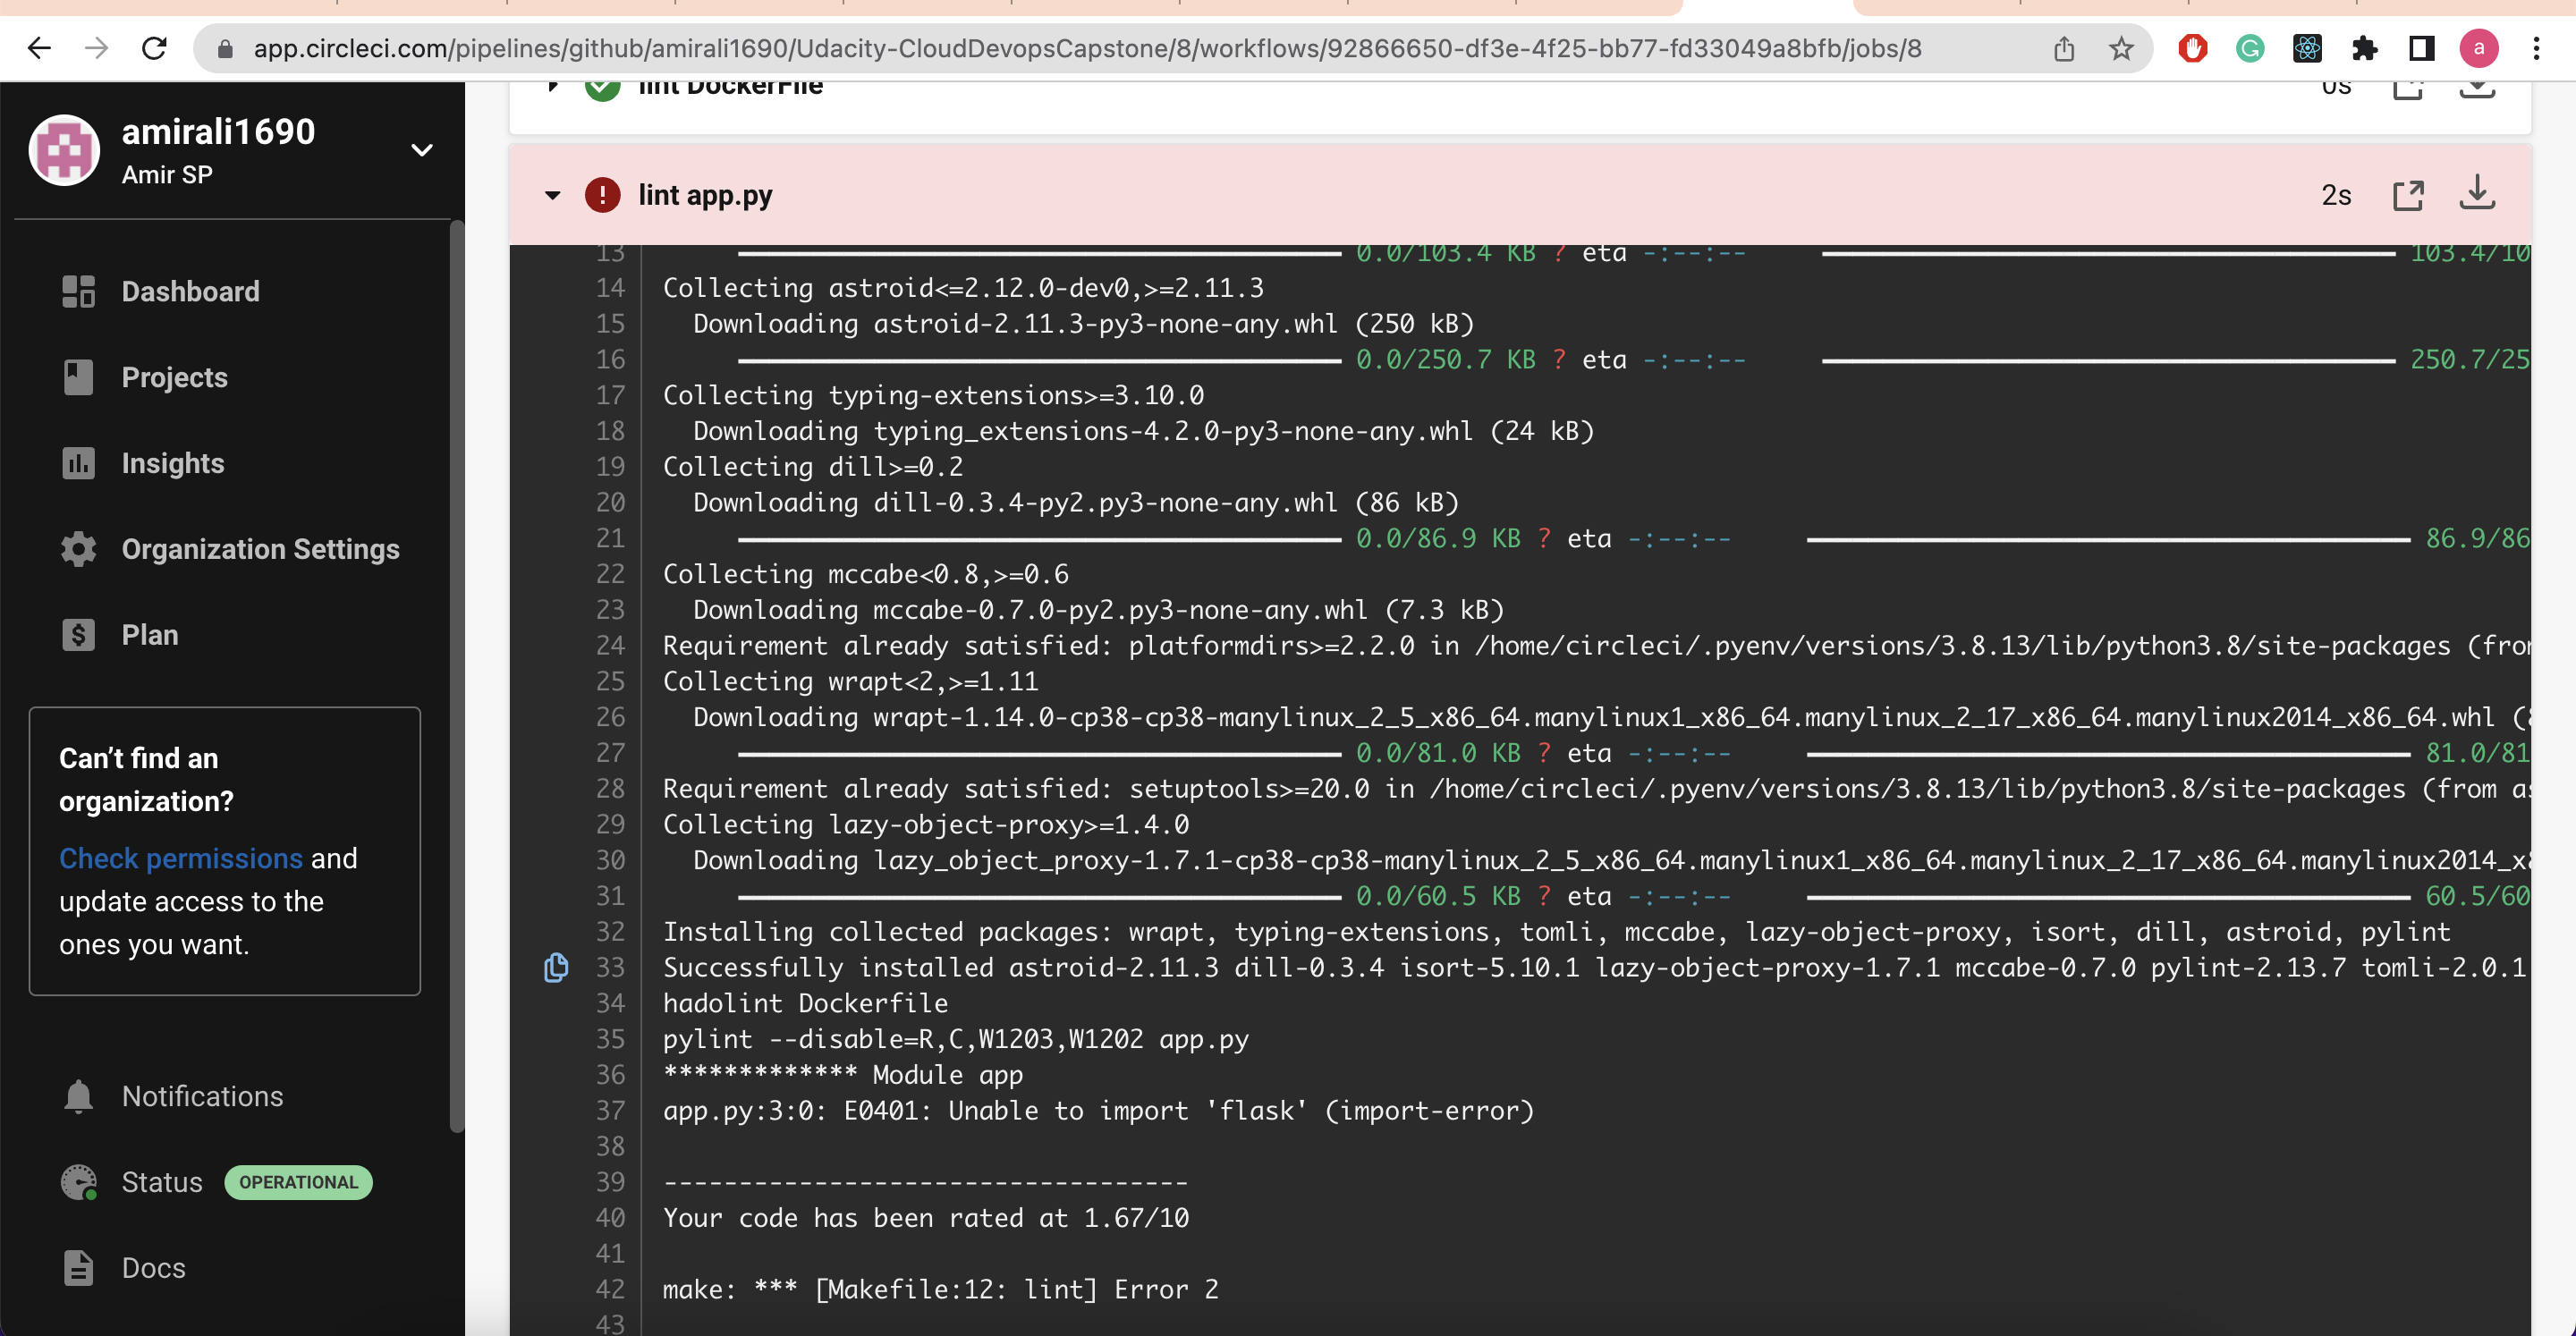 app.circleci.com/pipelines/github/amirali1690/Udacity-CloudDevopsCapstone/8/workflows/92866650-df3e-4f25-bb77-fd33049a8bfb/jobs/8
a
amirali1690
Amir SP
Dashboard
Projects
Insights
Organization Settings
Plan
Can’t find an
organization?
Check permissions and
update access to the
ones you want.
Notifications
Status OPERATIONAL
Docs
lint DockerFile 0s
lint app.py 2s
13 0.0/103.4 KB ? eta -:--:-- 103.4/10
14 Collecting astroid<=2.12.0-dev0,>=2.11.3
15 Downloading astroid-2.11.3-py3-none-any.whl (250 kB)
16 0.0/250.7 KB ? eta -:--:-- 250.7/25
17 Collecting typing-extensions>=3.10.0
18 Downloading typing_extensions-4.2.0-py3-none-any.whl (24 kB)
19 Collecting dill>=0.2
20 Downloading dill-0.3.4-py2.py3-none-any.whl (86 kB)
21 0.0/86.9 KB ? eta -:--:-- 86.9/86
22 Collecting mccabe<0.8,>=0.6
23 Downloading mccabe-0.7.0-py2.py3-none-any.whl (7.3 kB)
24 Requirement already satisfied: platformdirs>=2.2.0 in /home/circleci/.pyenv/versions/3.8.13/lib/python3.8/site-packages (from
25 Collecting wrapt<2,>=1.11
26 Downloading wrapt-1.14.0-cp38-cp38-manylinux_2_5_x86_64.manylinux1_x86_64.manylinux_2_17_x86_64.manylinux2014_x86_64.whl (
27 0.0/81.0 KB ? eta -:--:-- 81.0/81
28 Requirement already satisfied: setuptools>=20.0 in /home/circleci/.pyenv/versions/3.8.13/lib/python3.8/site-packages (from as
29 Collecting lazy-object-proxy>=1.4.0
30 Downloading lazy_object_proxy-1.7.1-cp38-cp38-manylinux_2_5_x86_64.manylinux1_x86_64.manylinux_2_17_x86_64.manylinux2014_x
31 0.0/60.5 KB ? eta -:--:-- 60.5/60
32 Installing collected packages: wrapt, typing-extensions, tomli, mccabe, lazy-object-proxy, isort, dill, astroid, pylint
33 Successfully installed astroid-2.11.3 dill-0.3.4 isort-5.10.1 lazy-object-proxy-1.7.1 mccabe-0.7.0 pylint-2.13.7 tomli-2.0.1
34 hadolint Dockerfile
35 pylint --disable=R,C,W1203,W1202 app.py
36 ************* Module app
37 app.py:3:0: E0401: Unable to import 'flask' (import-error)
38
39 -----------------------------------
40 Your code has been rated at 1.67/10
41
42 make: *** [Makefile:12: lint] Error 2
43